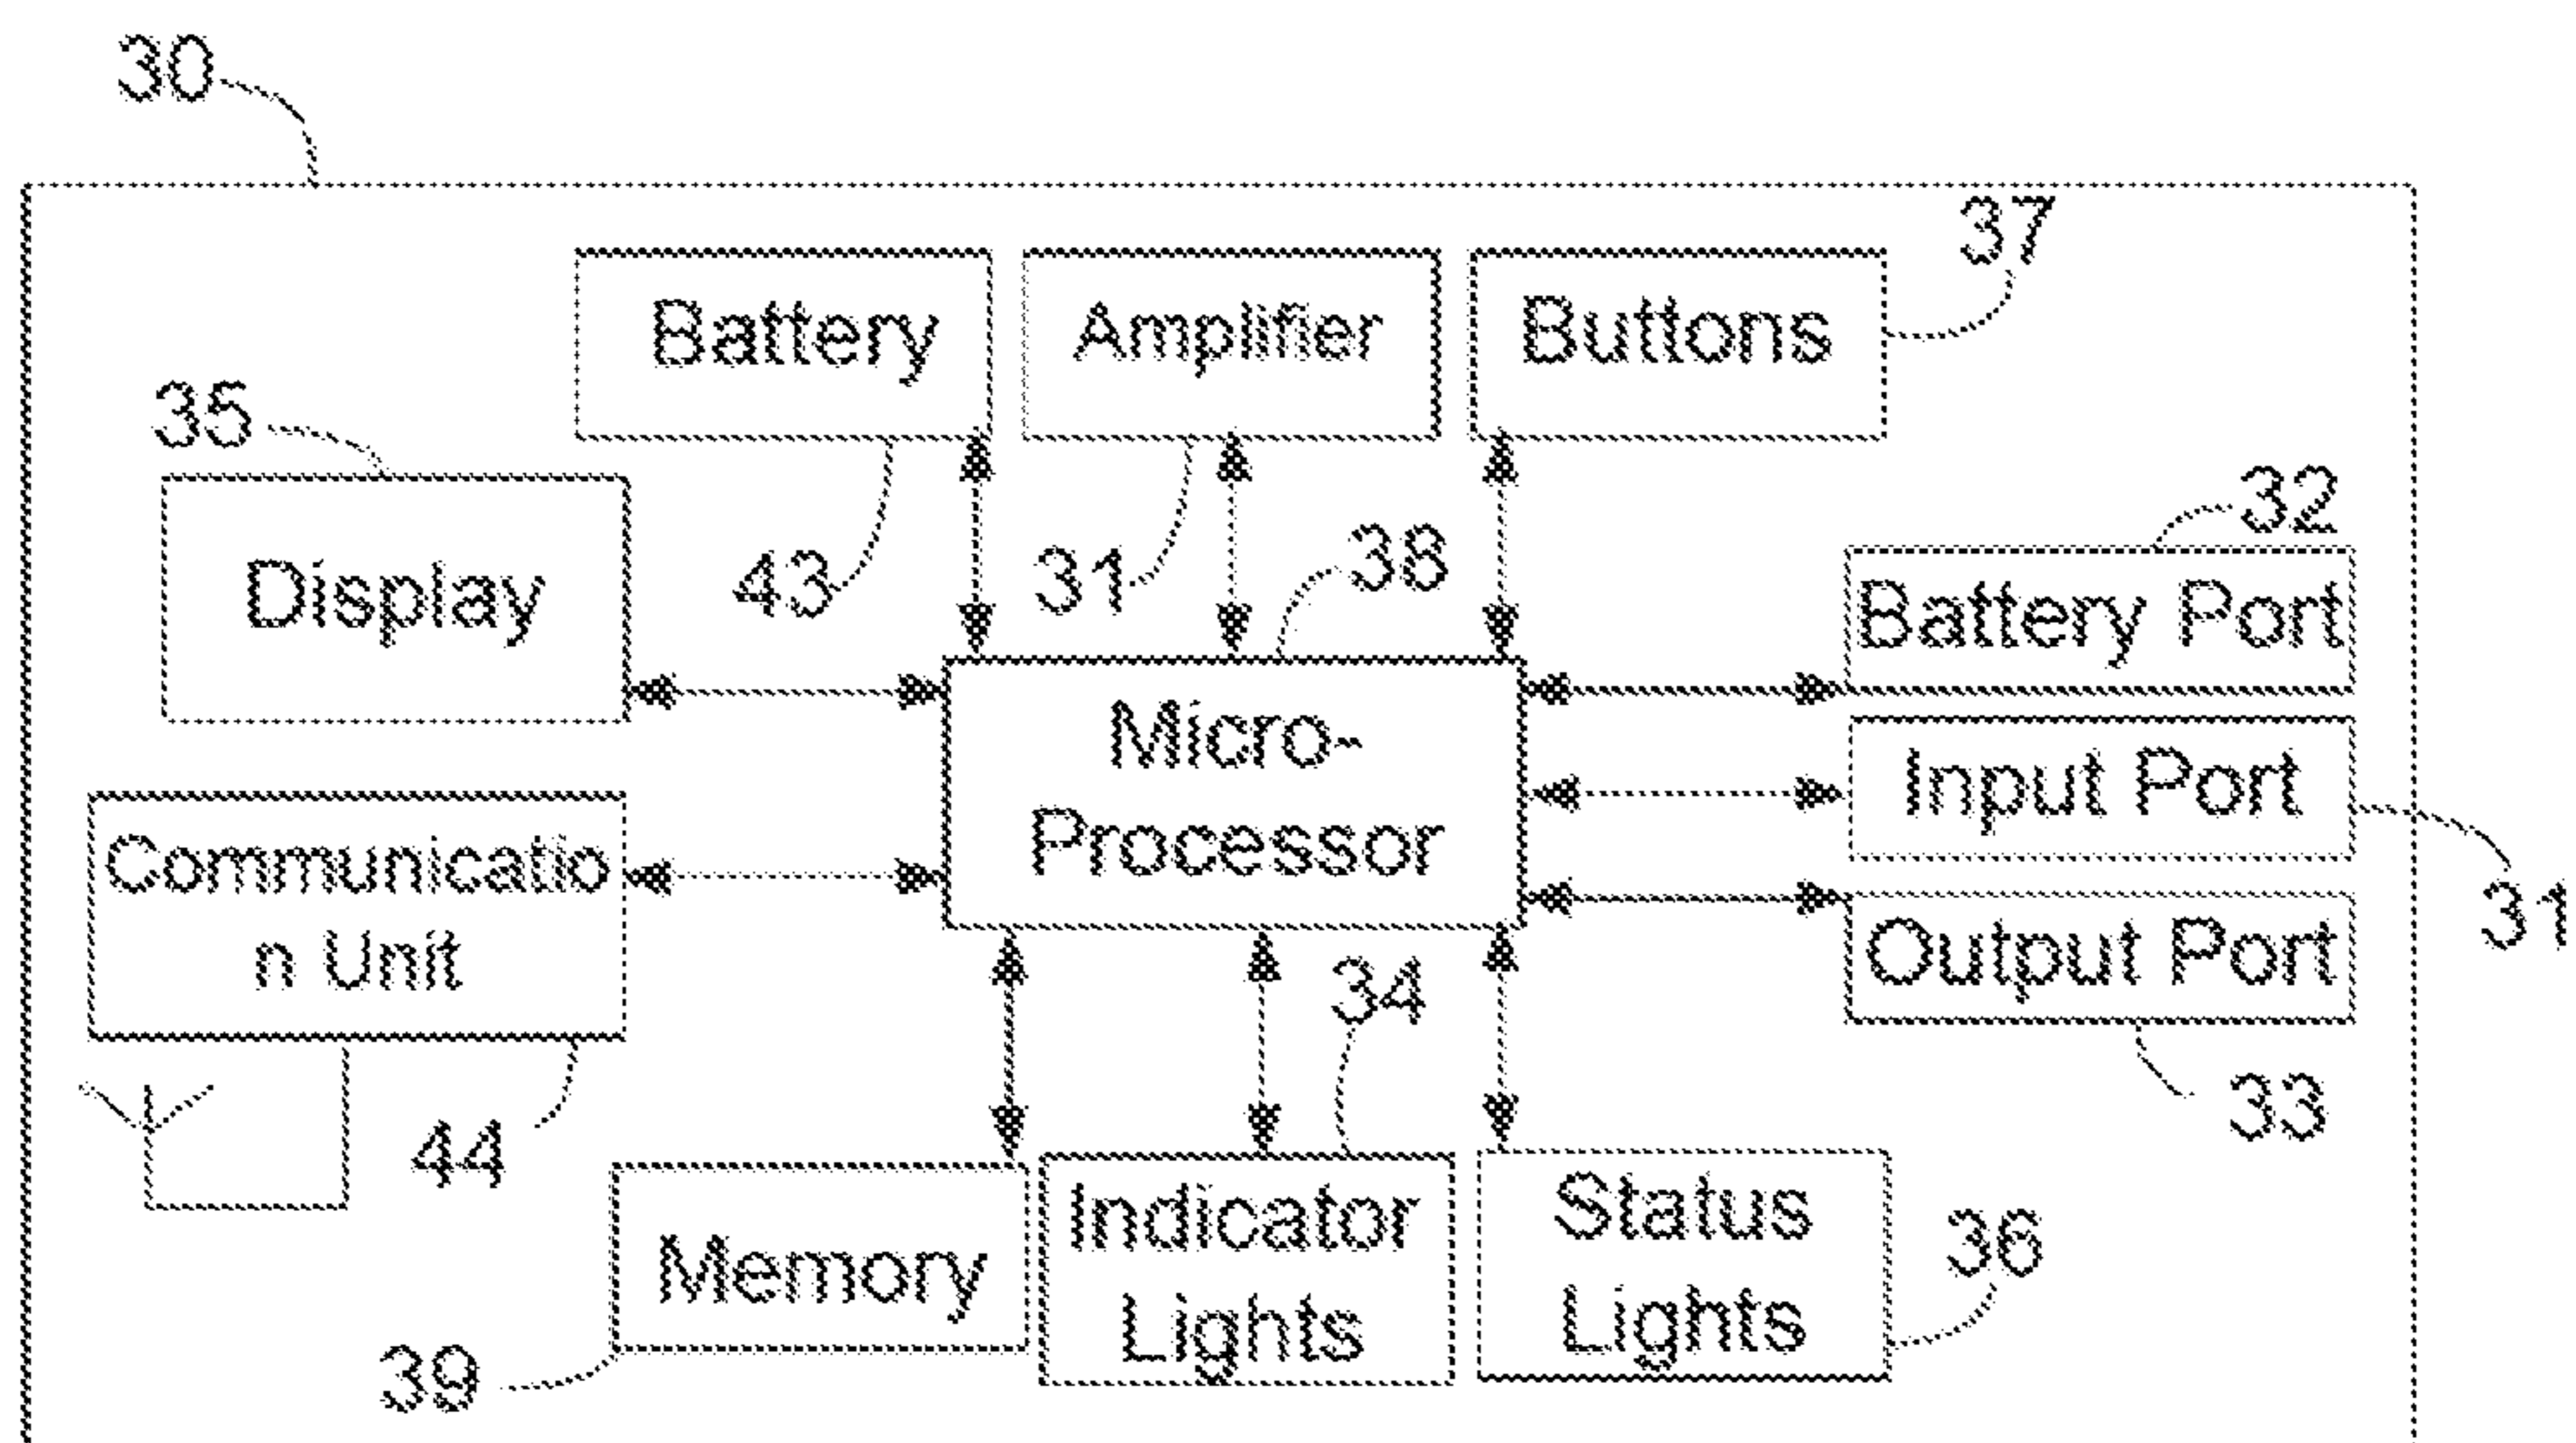 30
37
Battery
Amplifier
Buttons
35
32
Display
43
31
38
Battery Port
Micro-
Processor
Input Port
Communicatio
n Unit
31
Output Port
34
44
33
Memory
Indicator
Lights
Status
Lights
36
39